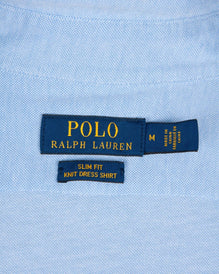 POLO
RALPH LAUREN
M
SLIM FIT
KNIT DRESS SHIRT